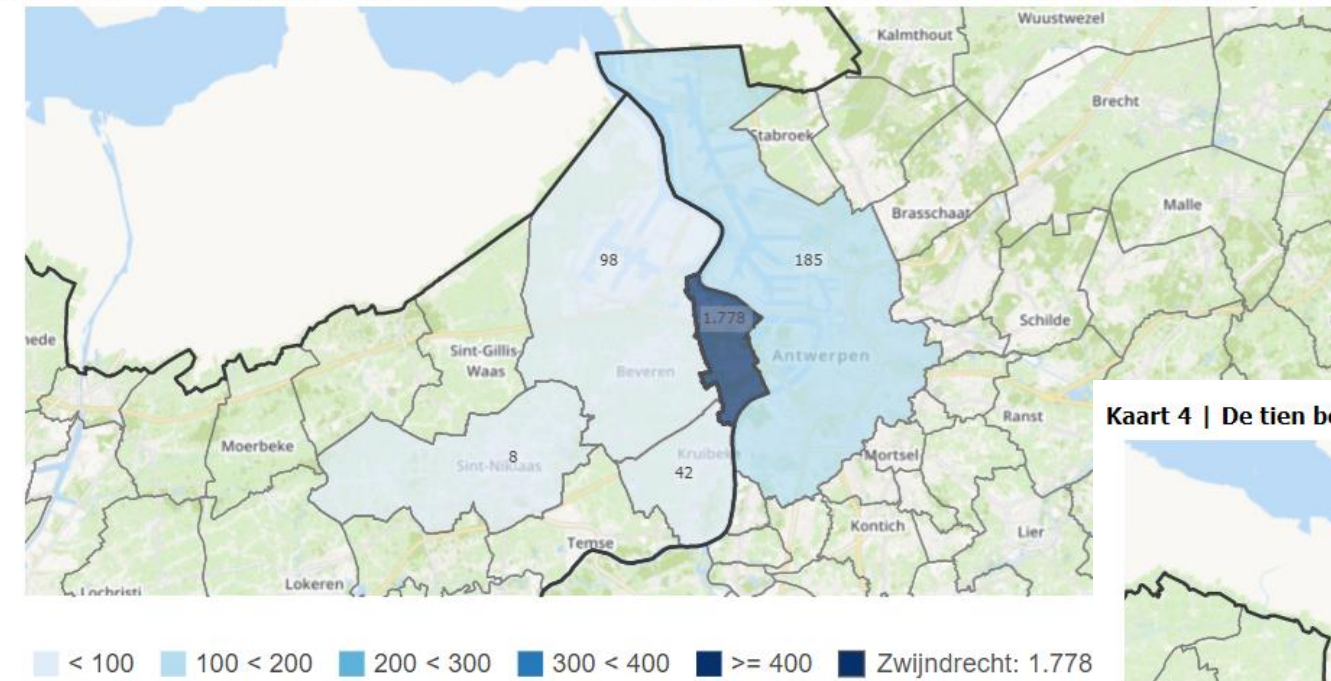 Wuustwezel
Kalmthout
Brecht
Stabroek
Malle
Brasschaat
98
185
1.778
Schilde
Sint-Gillis-
Waas
Antwerpen
Beveren
Ranst
Kaart 4 | De tien be
Moerbeke
Mortsel
Kruibeke
8
Sint-Niklaas
42
Kontich
Lier
Temse
Lokeren
Lochristi
< 100
100 < 200
200 < 300
300 < 400
>= 400
Zwijndrecht: 1.778